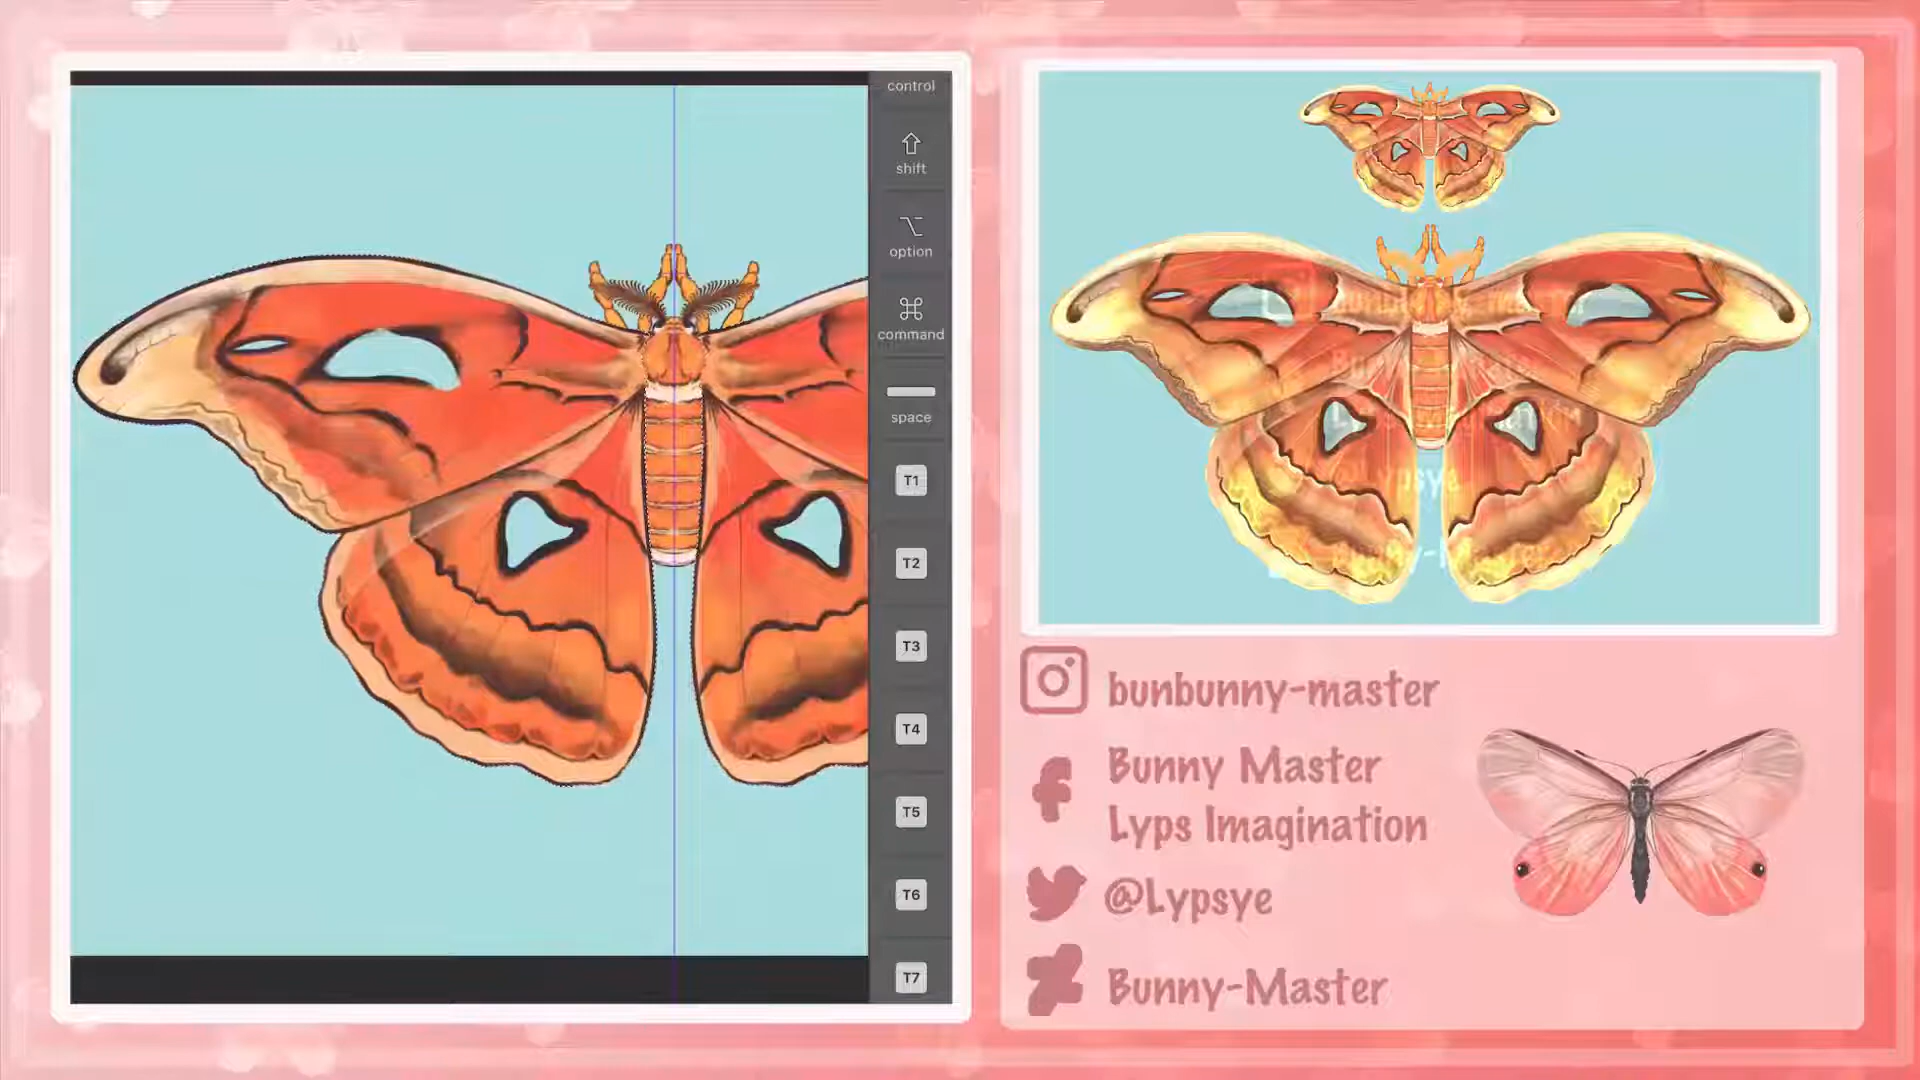 control
shift
option
command
space
T1
T2
T3
T4
T5
T6
T7
bunbunny-master
Bunny Master
Lyps Imagination
@Lypsye
Bunny-Master